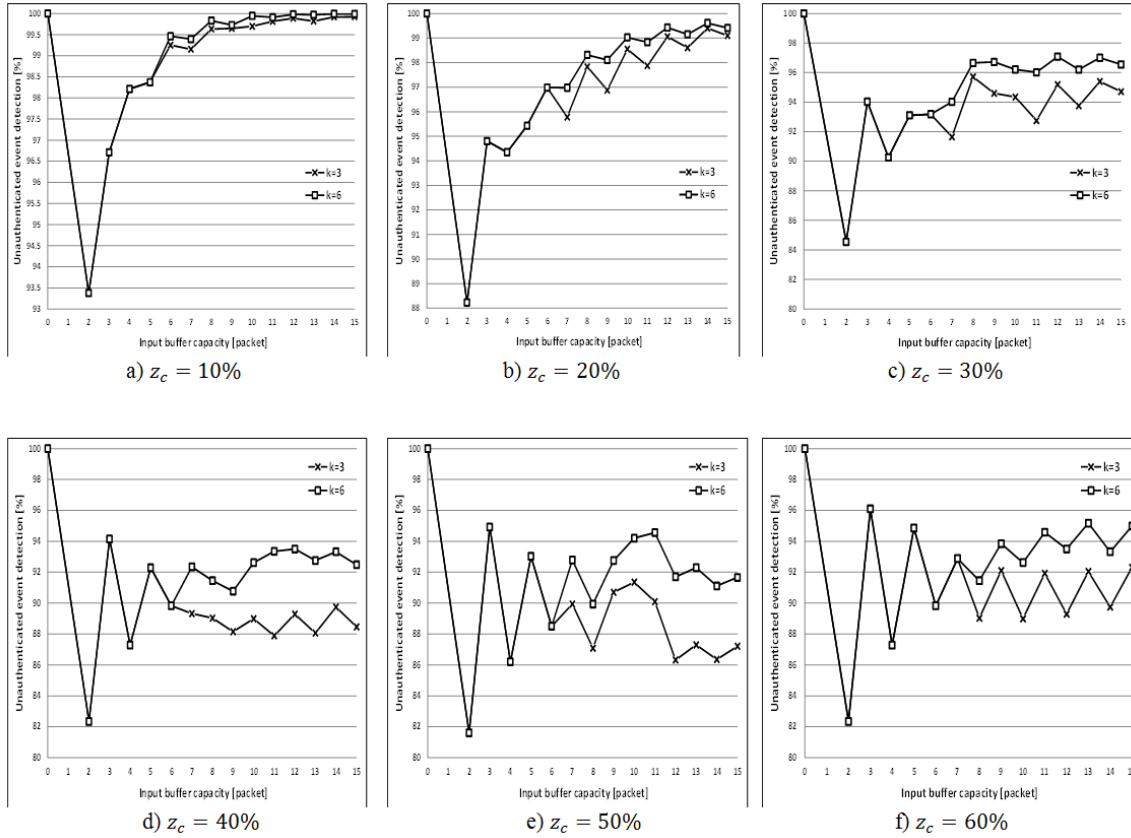 Unauthenticated event detection [%]
100
99.5
99
98.5
98
97.5
97
96.5
96
95.5
95
94.5
94
93.5
93
k=3
k=6
0 1 2 3 4 5 6 7 8 9 10 11 12 13 14 15
Input buffer capacity [packet]
a) z_c = 10%
Unauthenticated event detection [%]
100
99
98
97
96
95
94
93
92
91
90
89
88
k=3
k=6
0 1 2 3 4 5 6 7 8 9 10 11 12 13 14 15
Input buffer capacity [packet]
b) z_c = 20%
Unauthenticated event detection [%]
100
98
96
94
92
90
88
86
84
82
80
k=3
k=6
0 1 2 3 4 5 6 7 8 9 10 11 12 13 14 15
Input buffer capacity [packet]
c) z_c = 30%
Unauthenticated event detection [%]
100
98
96
94
92
90
88
86
84
82
80
k=3
k=6
0 1 2 3 4 5 6 7 8 9 10 11 12 13 14 15
Input buffer capacity [packet]
d) z_c = 40%
Unauthenticated event detection [%]
100
98
96
94
92
90
88
86
84
82
80
k=3
k=6
0 1 2 3 4 5 6 7 8 9 10 11 12 13 14 15
Input buffer capacity [packet]
e) z_c = 50%
Unauthenticated event detection [%]
100
98
96
94
92
90
88
86
84
82
80
k=3
k=6
0 1 2 3 4 5 6 7 8 9 10 11 12 13 14 15
Input buffer capacity [packet]
f) z_c = 60%